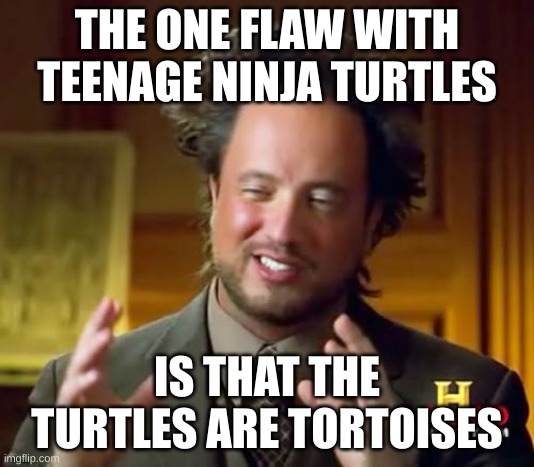 THE ONE FLAW WITH
TEENAGE NINJA TURTLES
IS THAT THE
TURTLES ARE TORTOISES
H
imgflip.com